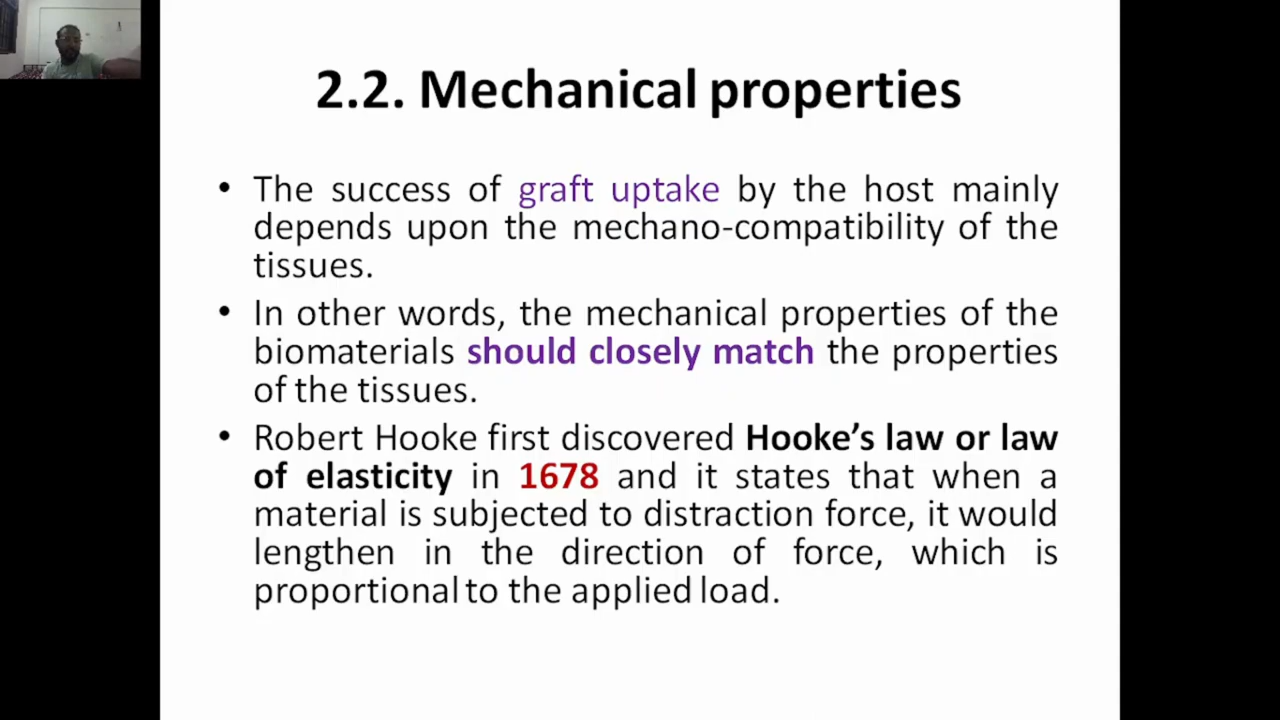 2.2. Mechanical properties
• The success of graft uptake by the host mainly
depends upon the mechano-compatibility of the
tissues.
• In other words, the mechanical properties of the
biomaterials should closely match the properties
of the tissues.
• Robert Hooke first discovered Hooke's law or law
of elasticity in 1678 and it states that when a
material is subjected to distraction force, it would
lengthen in the direction of force, which is
proportional to the applied load.